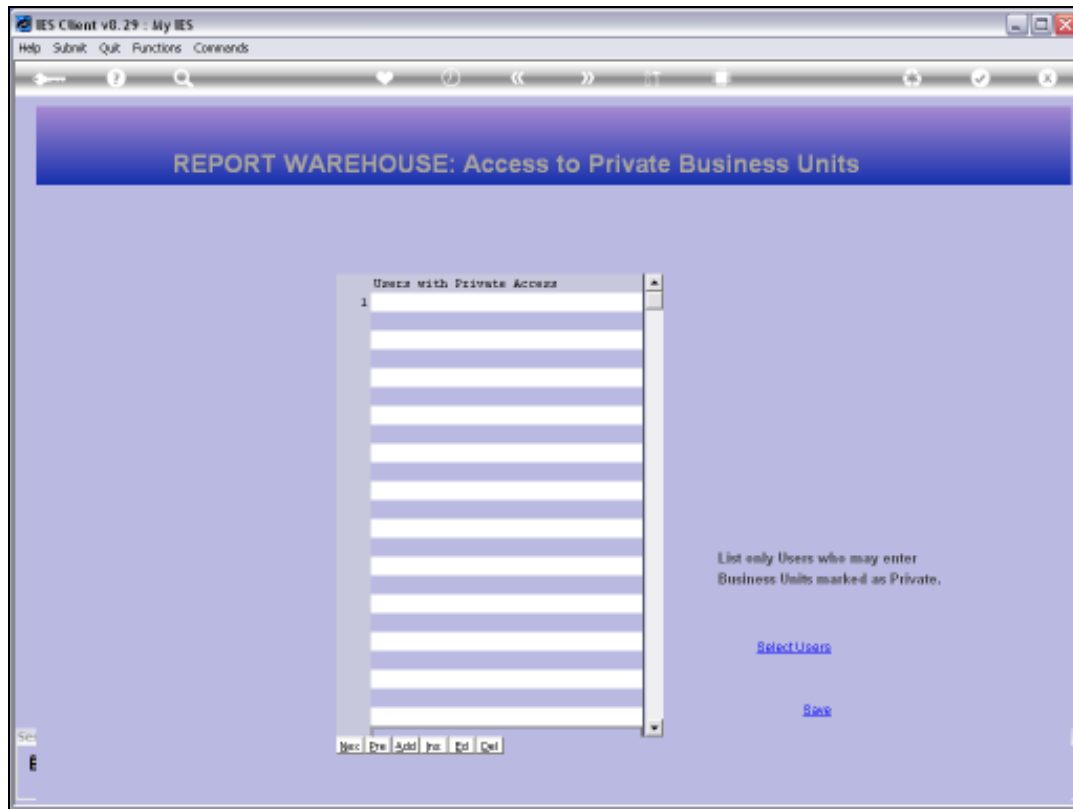 IES Client v8.29 : My IES
Help Submit Quit Functions Commands
REPORT WAREHOUSE: Access to Private Business Units
Users with Private Access
1
List only Users who may enter
Business Units marked as Private.
Select Users
Save
Nex Pre Add Ins Ed Del
Ses